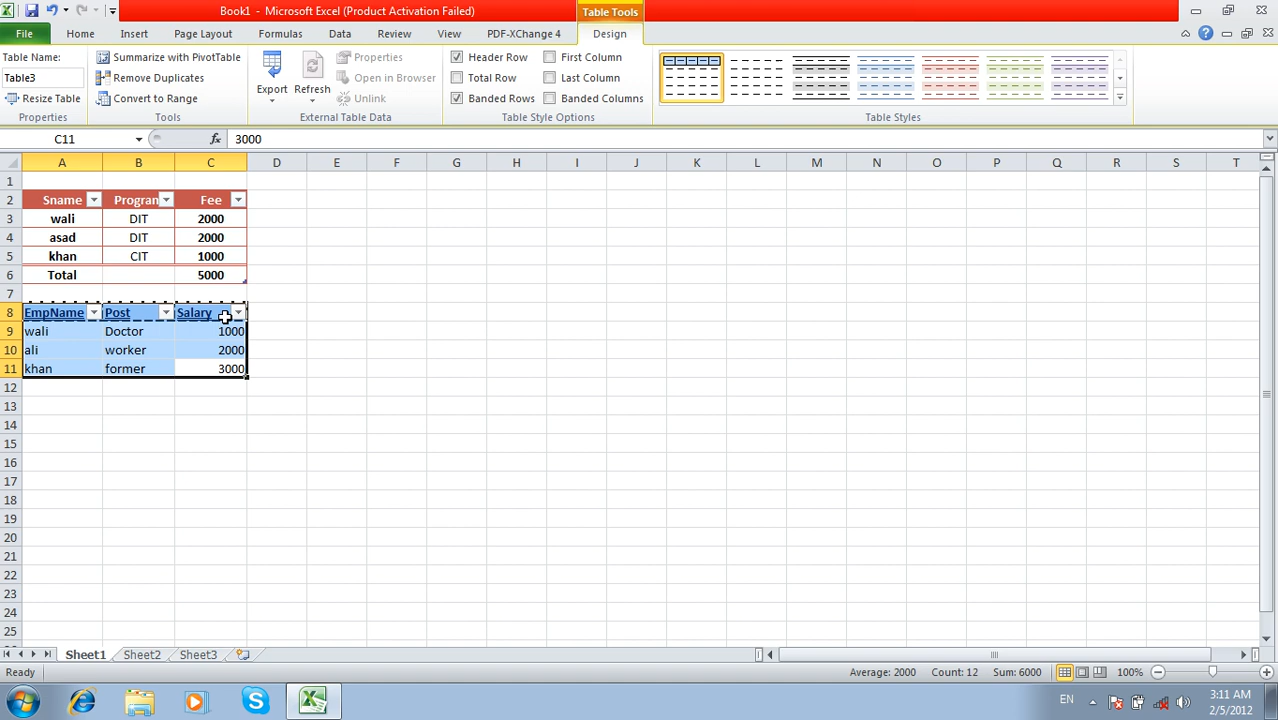 Book1 - Microsoft Excel (Product Activation Failed)
Table Tools
File Home Insert Page Layout Formulas Data Review View PDF-XChange 4 Design
Table Name:
Table3
Resize Table
Properties
Summarize with PivotTable
Remove Duplicates
Convert to Range
Tools
Export
Refresh
Properties
Open in Browser
Unlink
External Table Data
Header Row
Total Row
Banded Rows
First Column
Last Column
Banded Columns
Table Style Options
Table Styles
C11 fx 3000
A B C D E F G H I J K L M N O P Q R S T
1
2 Sname Progran Fee
3 wali DIT 2000
4 asad DIT 2000
5 khan CIT 1000
6 Total 5000
7
8 EmpName Post Salary
9 wali Doctor 1000
10 ali worker 2000
11 khan former 3000
12
13
14
15
16
17
18
19
20
21
22
23
24
25
Sheet1 Sheet2 Sheet3
Ready Average: 2000 Count: 12 Sum: 6000 100%
EN
3:11 AM
2/5/2012